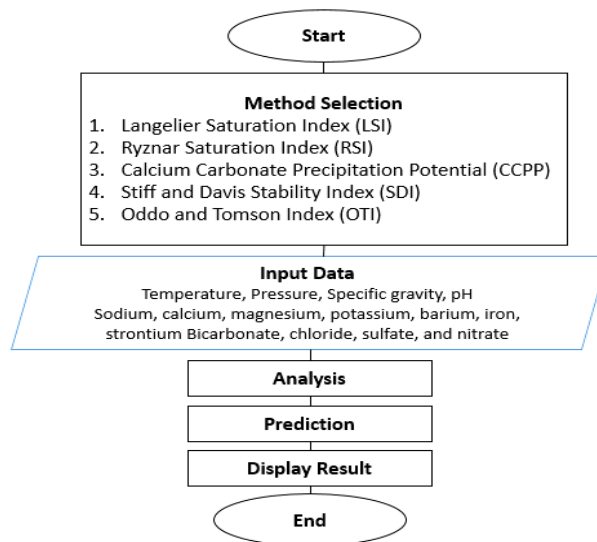 Start
Method Selection
1. Langelier Saturation Index (LSI)
2. Ryznar Saturation Index (RSI)
3. Calcium Carbonate Precipitation Potential (CCPP)
4. Stiff and Davis Stability Index (SDI)
5. Oddo and Tomson Index (OTI)
Input Data
Temperature, Pressure, Specific gravity, pH
Sodium, calcium, magnesium, potassium, barium, iron,
strontium Bicarbonate, chloride, sulfate, and nitrate
Analysis
Prediction
Display Result
End